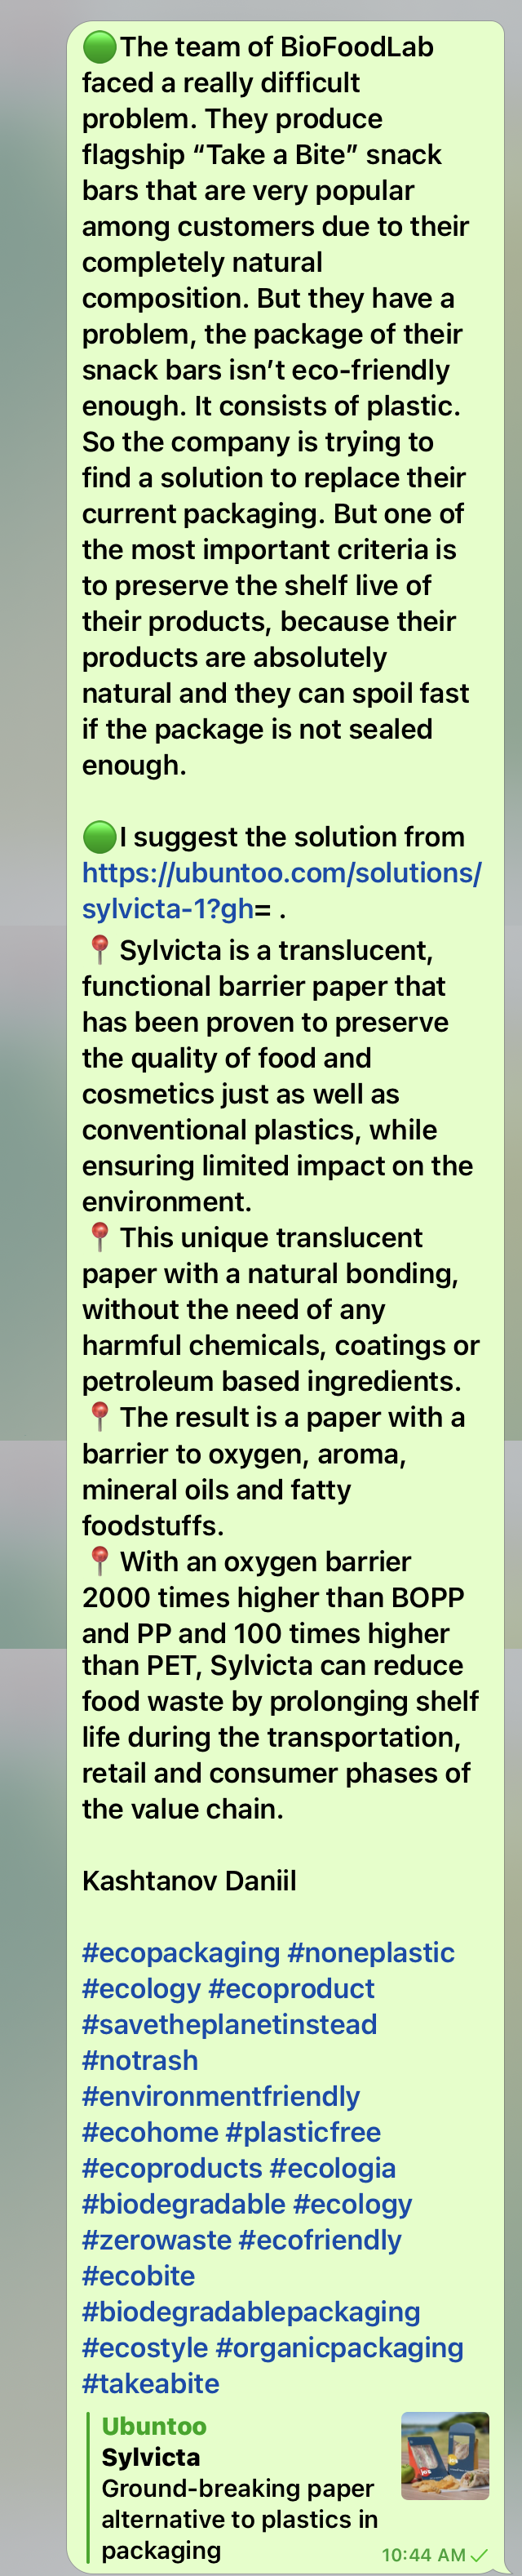 🟢The team of BioFoodLab
faced a really difficult
problem. They produce
flagship “Take a Bite” snack
bars that are very popular
among customers due to their
completely natural
composition. But they have a
problem, the package of their
snack bars isn’t eco-friendly
enough. It consists of plastic.
So the company is trying to
find a solution to replace their
current packaging. But one of
the most important criteria is
to preserve the shelf live of
their products, because their
products are absolutely
natural and they can spoil fast
if the package is not sealed
enough.
🟢I suggest the solution from
https://ubuntoo.com/solutions/
sylvicta-1?gh= .
📍 Sylvicta is a translucent,
functional barrier paper that
has been proven to preserve
the quality of food and
cosmetics just as well as
conventional plastics, while
ensuring limited impact on the
environment.
📍 This unique translucent
paper with a natural bonding,
without the need of any
harmful chemicals, coatings or
petroleum based ingredients.
📍 The result is a paper with a
barrier to oxygen, aroma,
mineral oils and fatty
foodstuffs.
📍 With an oxygen barrier
2000 times higher than BOPP
and PP and 100 times higher
than PET, Sylvicta can reduce
food waste by prolonging shelf
life during the transportation,
retail and consumer phases of
the value chain.
Kashtanov Daniil
#ecopackaging #noneplastic
#ecology #ecoproduct
#savetheplanetinstead
#notrash
#environmentfriendly
#ecohome #plasticfree
#ecoproducts #ecologia
#biodegradable #ecology
#zerowaste #ecofriendly
#ecobite
#biodegradablepackaging
#ecostyle #organicpackaging
#takeabite
Ubuntoo
Sylvicta
Ground-breaking paper
alternative to plastics in
packaging
10:44 AM